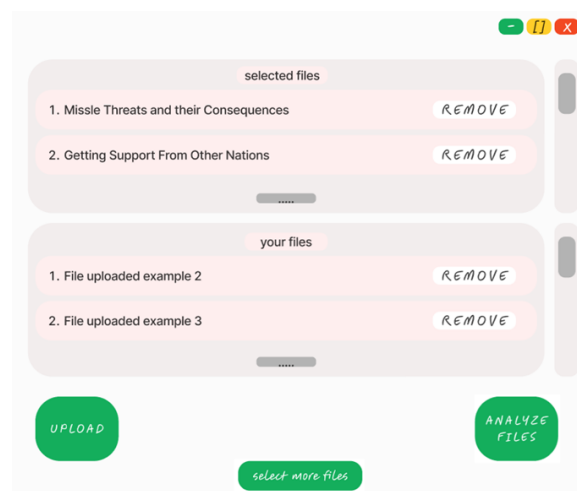 - [] X
selected files
1. Missle Threats and their Consequences REMOVE
2. Getting Support From Other Nations REMOVE
.....
your files
1. File uploaded example 2 REMOVE
2. File uploaded example 3 REMOVE
.....
UPLOAD
ANALYZE
FILES
select more files